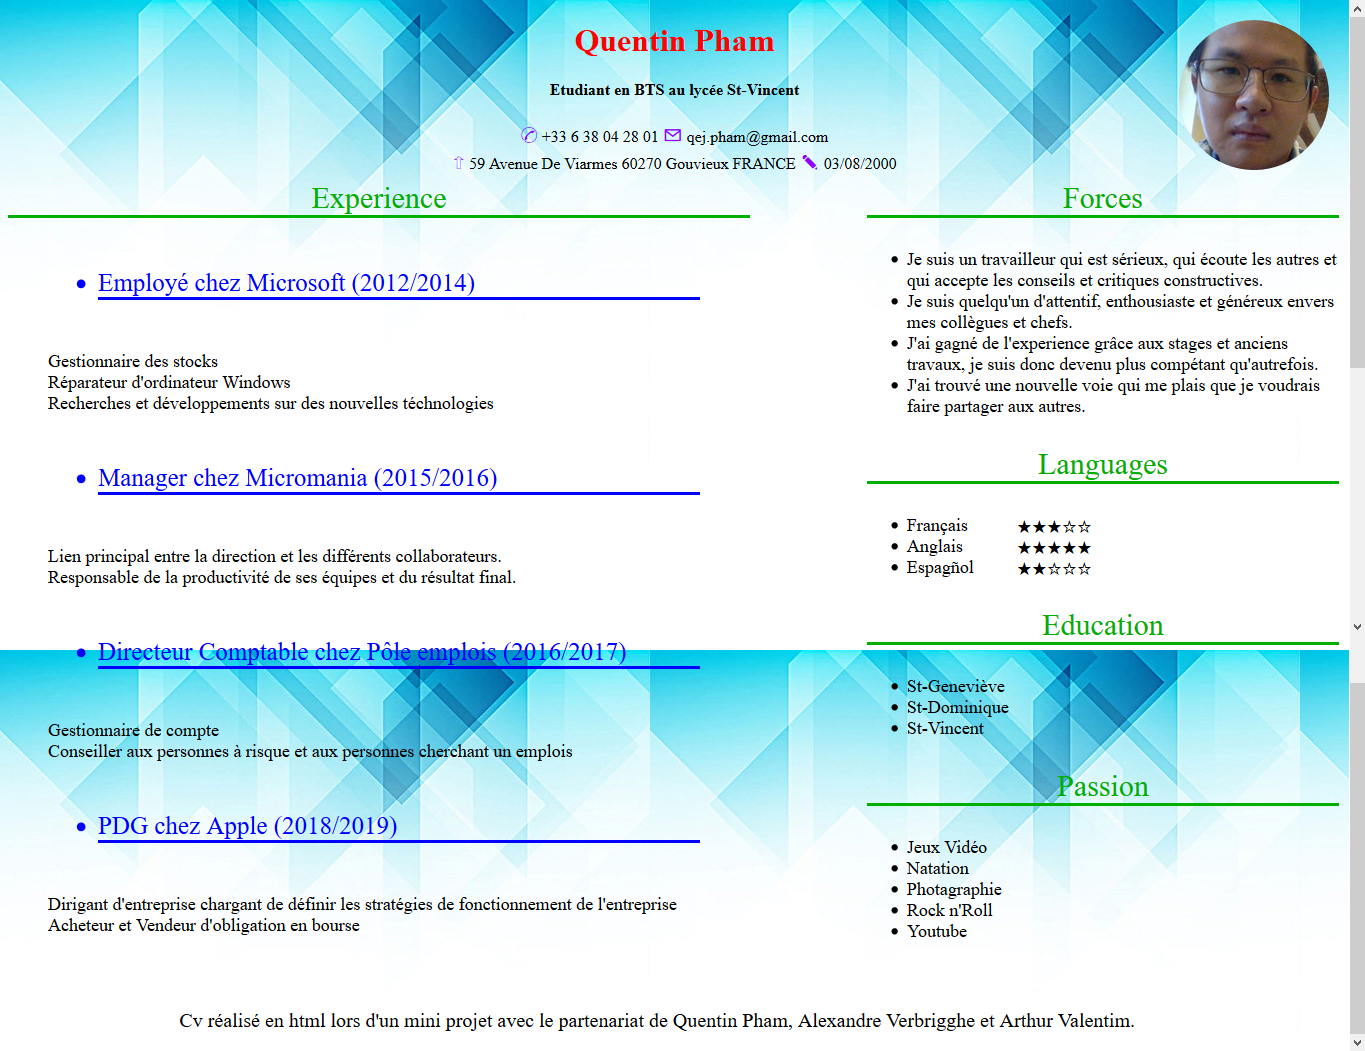 Quentin Pham
Etudiant en BTS au lycée St-Vincent
✆ +33 6 38 04 28 01 🖂 qej.pham@gmail.com
⇧ 59 Avenue De Viarmes 60270 Gouvieux FRANCE ✎ 03/08/2000
Experience
• Employé chez Microsoft (2012/2014)
Gestionnaire des stocks
Réparateur d'ordinateur Windows
Recherches et développements sur des nouvelles téchnologies
• Manager chez Micromania (2015/2016)
Lien principal entre la direction et les différents collaborateurs.
Responsable de la productivité de ses équipes et du résultat final.
• Directeur Comptable chez Pôle emplois (2016/2017)
Gestionnaire de compte
Conseiller aux personnes à risque et aux personnes cherchant un emplois
• PDG chez Apple (2018/2019)
Dirigant d'entreprise chargant de définir les stratégies de fonctionnement de l'entreprise
Acheteur et Vendeur d'obligation en bourse
Forces
• Je suis un travailleur qui est sérieux, qui écoute les autres et
qui accepte les conseils et critiques constructives.
• Je suis quelqu'un d'attentif, enthousiaste et généreux envers
mes collègues et chefs.
• J'ai gagné de l'experience grâce aux stages et anciens
travaux, je suis donc devenu plus compétant qu'autrefois.
• J'ai trouvé une nouvelle voie qui me plais que je voudrais
faire partager aux autres.
Languages
• Français ★★★☆☆
• Anglais ★★★★★
• Espagñol ★★☆☆☆
Education
• St-Geneviève
• St-Dominique
• St-Vincent
Passion
• Jeux Vidéo
• Natation
• Photagraphie
• Rock n'Roll
• Youtube
Cv réalisé en html lors d'un mini projet avec le partenariat de Quentin Pham, Alexandre Verbrigghe et Arthur Valentim.